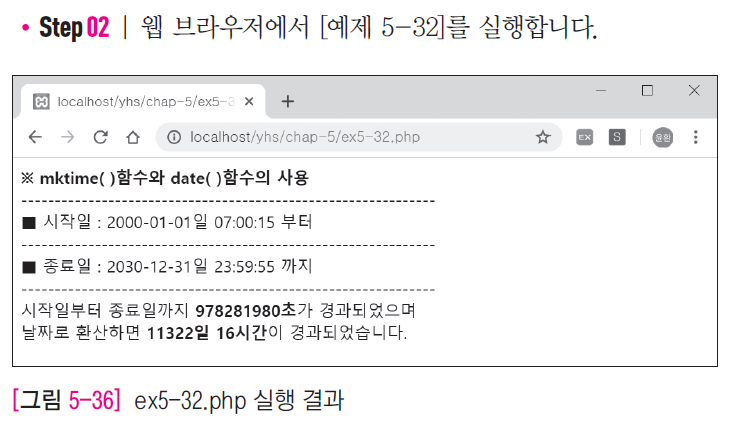 • Step 02 | 웹 브라우저에서 [예제 5-32]를 실행합니다.
localhost/yhs/chap-5/ex5-3
localhost/yhs/chap-5/ex5-32.php
EX
S
윤환
※ mktime( )함수와 date( )함수의 사용
------------------------------------------------------------
■ 시작일 : 2000-01-01일 07:00:15 부터
------------------------------------------------------------
■ 종료일 : 2030-12-31일 23:59:55 까지
------------------------------------------------------------
시작일부터 종료일까지 978281980초가 경과되었으며
날짜로 환산하면 11322일 16시간이 경과되었습니다.
[그림 5-36] ex5-32.php 실행 결과